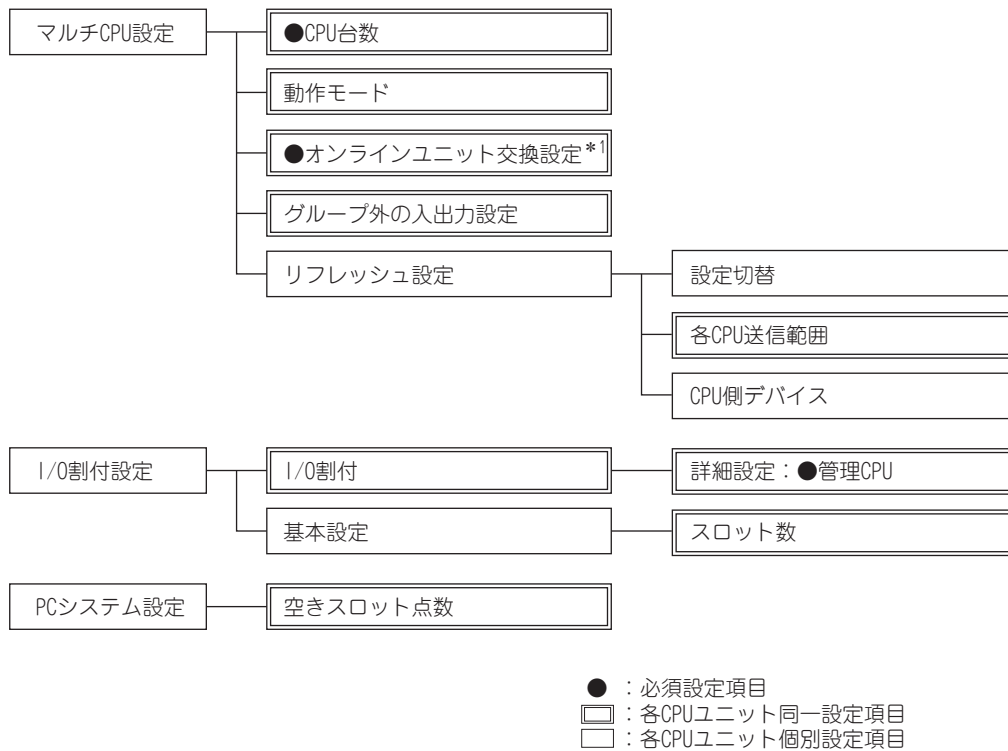 マルチCPU設定
●CPU台数
動作モード
●オンラインユニット交換設定*1
グループ外の入出力設定
リフレッシュ設定
設定切替
各CPU送信範囲
CPU側デバイス
I/O割付設定
I/O割付
詳細設定：●管理CPU
基本設定
スロット数
PCシステム設定
空きスロット点数
●：必須設定項目
：各CPUユニット同一設定項目
：各CPUユニット個別設定項目